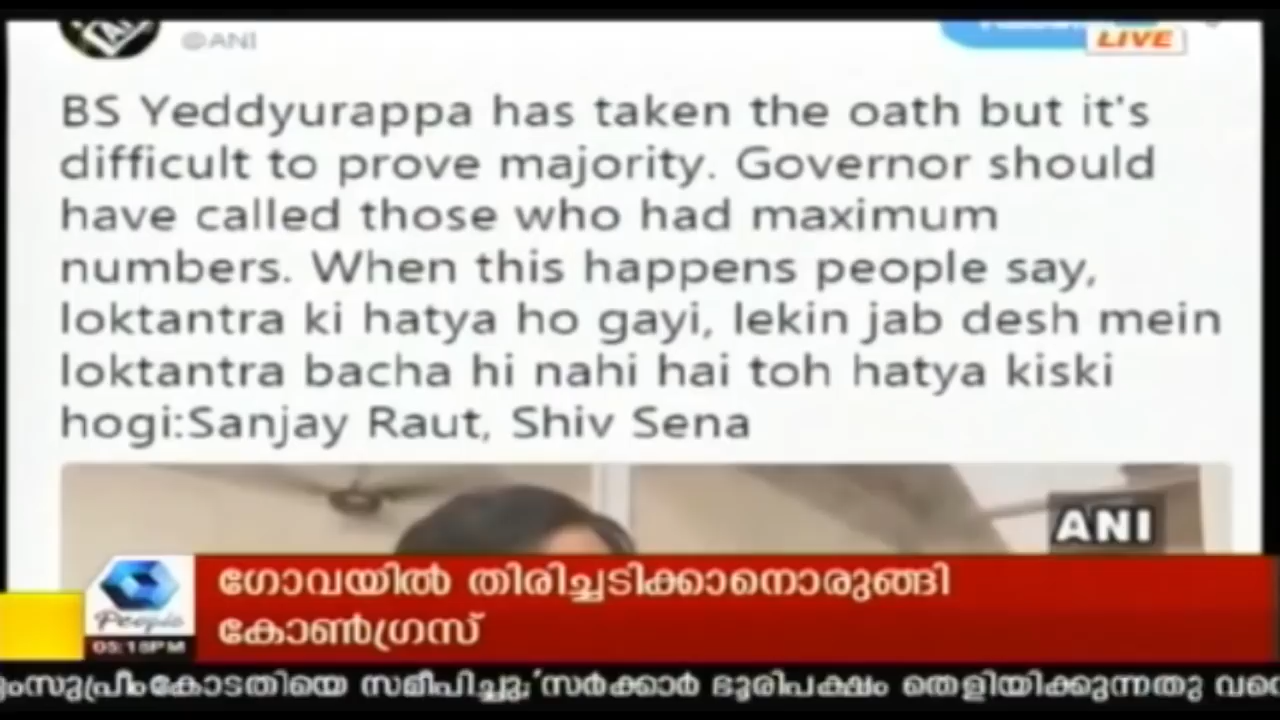 @ANI
LIVE
BS Yeddyurappa has taken the oath but it's
difficult to prove majority. Governor should
have called those who had maximum
numbers. When this happens people say,
loktantra ki hatya ho gayi, lekin jab desh mein
loktantra bacha hi nahi hai toh hatya kiski
hogi:Sanjay Raut, Shiv Sena
ANI
ഗോവയിൽ തിരിച്ചടിക്കാനൊരുങ്ങി
കോൺഗ്രസ്
People
05:18PM
സുപ്രീംകോടതിയെ സമീപിച്ചു;'സർക്കാർ ഭൂരിപക്ഷം തെളിയിക്കുന്നതു